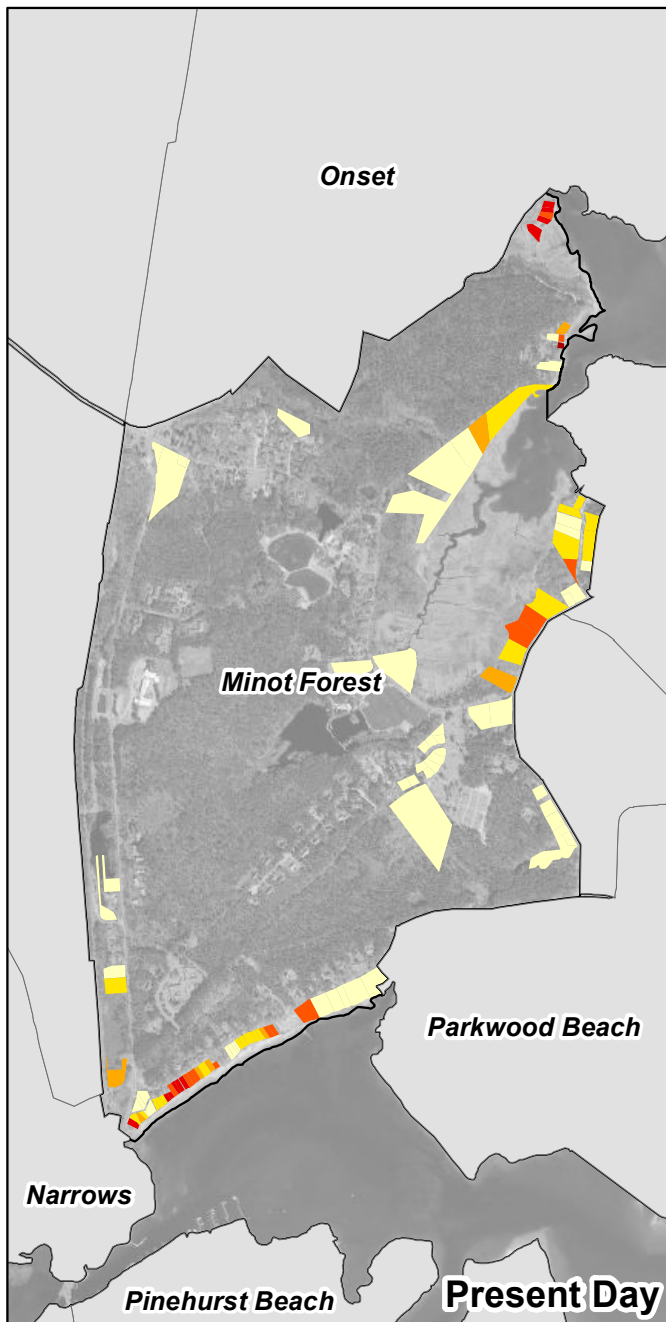 Onset
Minot Forest
Parkwood Beach
Narrows
Pinehurst Beach
Present Day